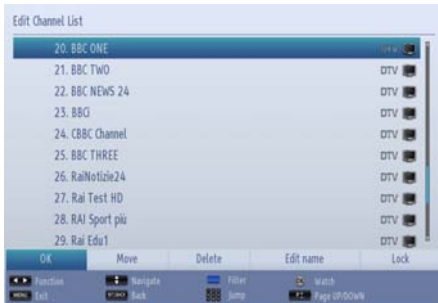 Edit Channel List
20. BBC ONE DTV
21. BBC TWO DTV
22. BBC NEWS 24 DTV
23. BBCi DTV
24. CBBC Channel DTV
25. BBC THREE DTV
26. RaiNotizie24 DTV
27. Rai Test HD DTV
28. RAI Sport più DTV
29. Rai Edu1 DTV
OK Move Delete Edit name Lock
Function Navigate Filter Watch
MENU Exit Back Jump Page UP/DOWN